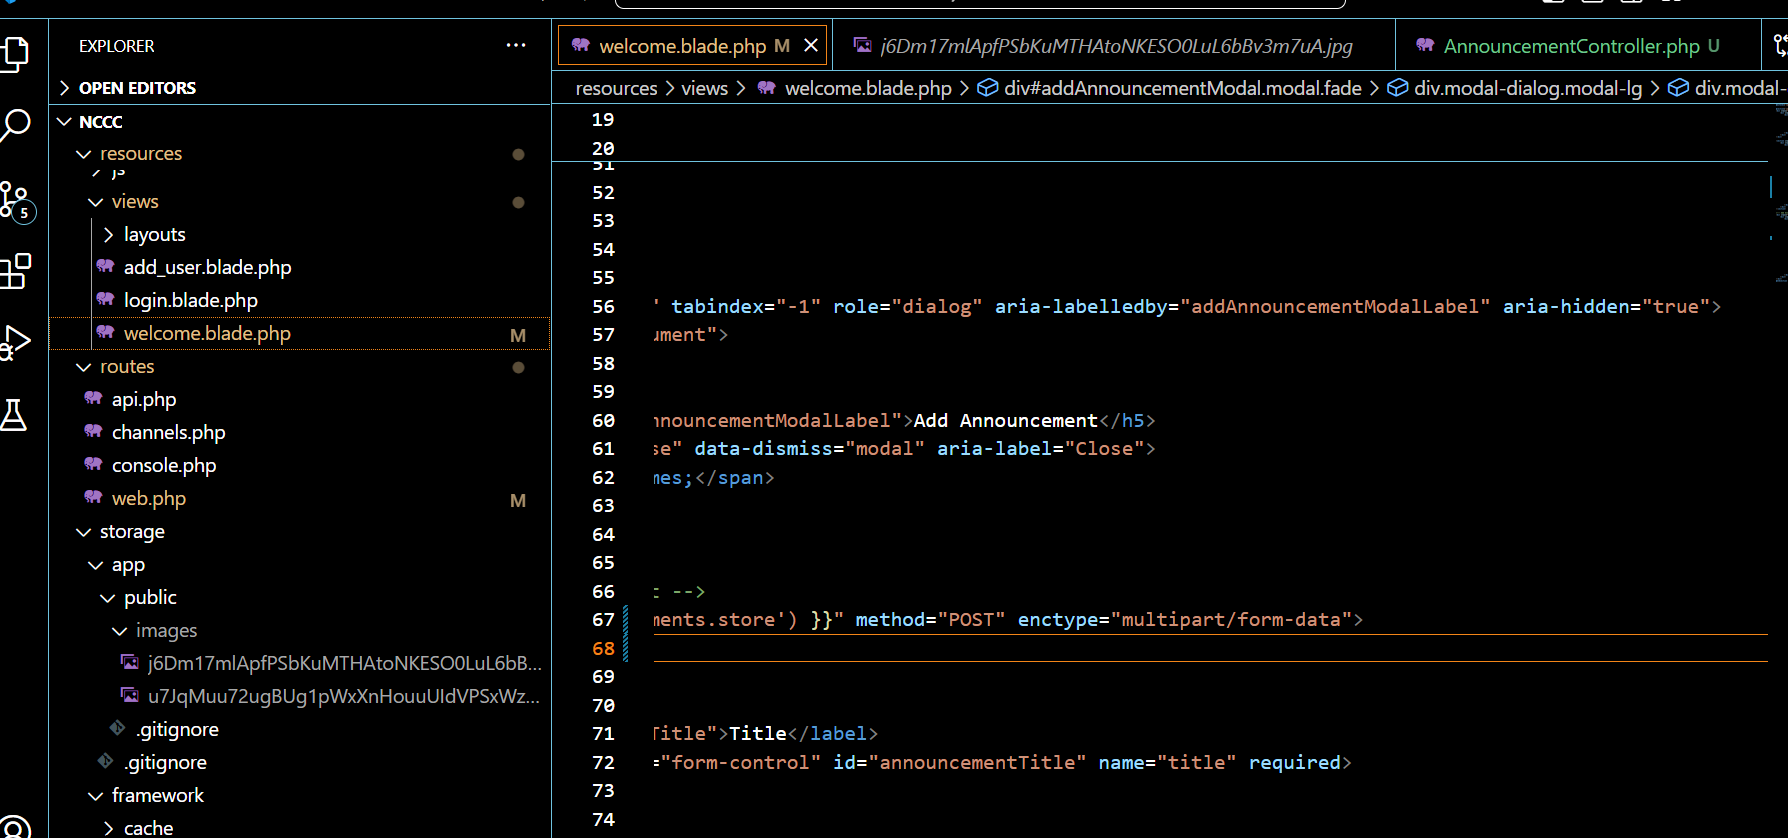 EXPLORER
OPEN EDITORS
NCCC
resources
js
views
layouts
add_user.blade.php
login.blade.php
welcome.blade.php M
routes
api.php
channels.php
console.php
web.php M
storage
app
public
images
j6Dm17mlApfPSbKuMTHAtoNKESO0LuL6bB...
u7JqMuu72ugBUg1pWxXnHouuUIdVPSxWz...
.gitignore
.gitignore
framework
cache
5
welcome.blade.php M
j6Dm17mlApfPSbKuMTHAtoNKESO0LuL6bBv3m7uA.jpg
AnnouncementController.php U
resources > views > welcome.blade.php > div#addAnnouncementModal.modal.fade > div.modal-dialog.modal-lg > div.modal-
19
20
51
52
53
54
55
56 " tabindex="-1" role="dialog" aria-labelledby="addAnnouncementModalLabel" aria-hidden="true">
57 ument">
58
59
60 nnouncementModalLabel">Add Announcement</h5>
61 se" data-dismiss="modal" aria-label="Close">
62 mes;</span>
63
64
65
66 t -->
67 ments.store') }}" method="POST" enctype="multipart/form-data">
68
69
70
71 Title">Title</label>
72 ="form-control" id="announcementTitle" name="title" required>
73
74